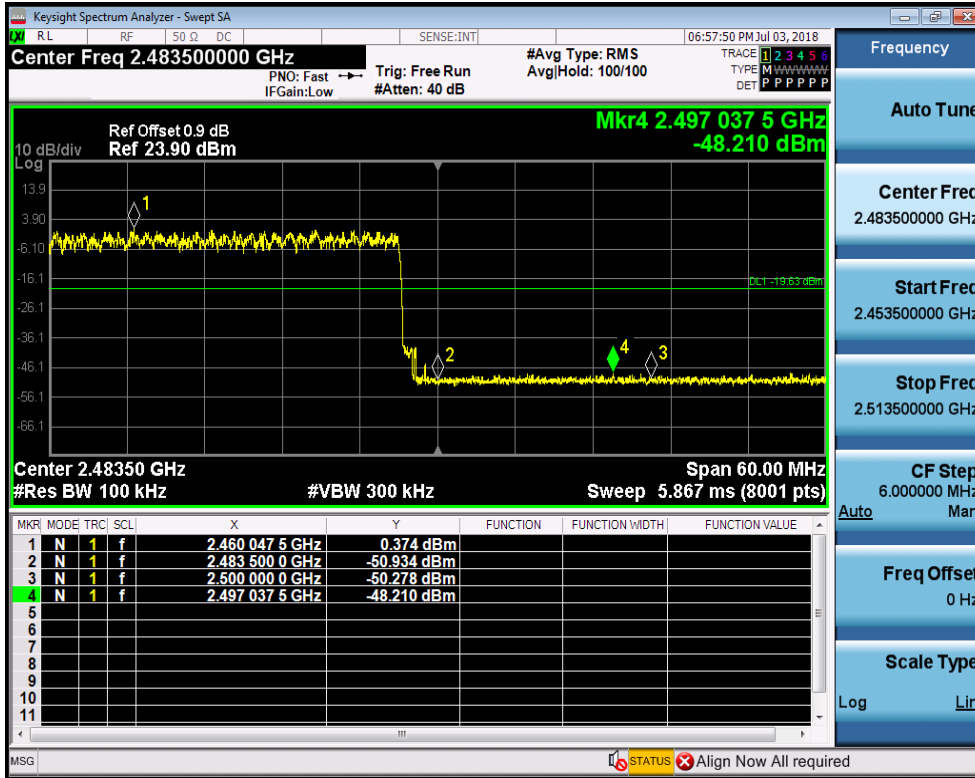 Keysight Spectrum Analyzer - Swept SA
LXI RL RF 50 Ω DC SENSE:INT 06:57:50 PM Jul 03, 2018
Center Freq 2.483500000 GHz
PNO: Fast
IFGain:Low
Trig: Free Run
#Atten: 40 dB
#Avg Type: RMS
Avg|Hold: 100/100
TRACE 1 2 3 4 5 6
TYPE M WWWWW
DET P P P P P P
Mkr4 2.497 037 5 GHz
-48.210 dBm
Ref Offset 0.9 dB
10 dB/div Ref 23.90 dBm
Log
13.9
3.90
-6.10
-16.1
-26.1
-36.1
-46.1
-56.1
-66.1
1
2
4
3
DL1 -19.63 dBm
Center 2.48350 GHz Span 60.00 MHz
#Res BW 100 kHz #VBW 300 kHz Sweep 5.867 ms (8001 pts)
MKR MODE TRC SCL X Y FUNCTION FUNCTION WIDTH FUNCTION VALUE
1 N 1 f 2.460 047 5 GHz 0.374 dBm
2 N 1 f 2.483 500 0 GHz -50.934 dBm
3 N 1 f 2.500 000 0 GHz -50.278 dBm
4 N 1 f 2.497 037 5 GHz -48.210 dBm
5
6
7
8
9
10
11
MSG STATUS Align Now All required
Frequency
Auto Tune
Center Freq
2.483500000 GHz
Start Freq
2.453500000 GHz
Stop Freq
2.513500000 GHz
CF Step
6.000000 MHz
Auto Man
Freq Offset
0 Hz
Scale Type
Log Lin